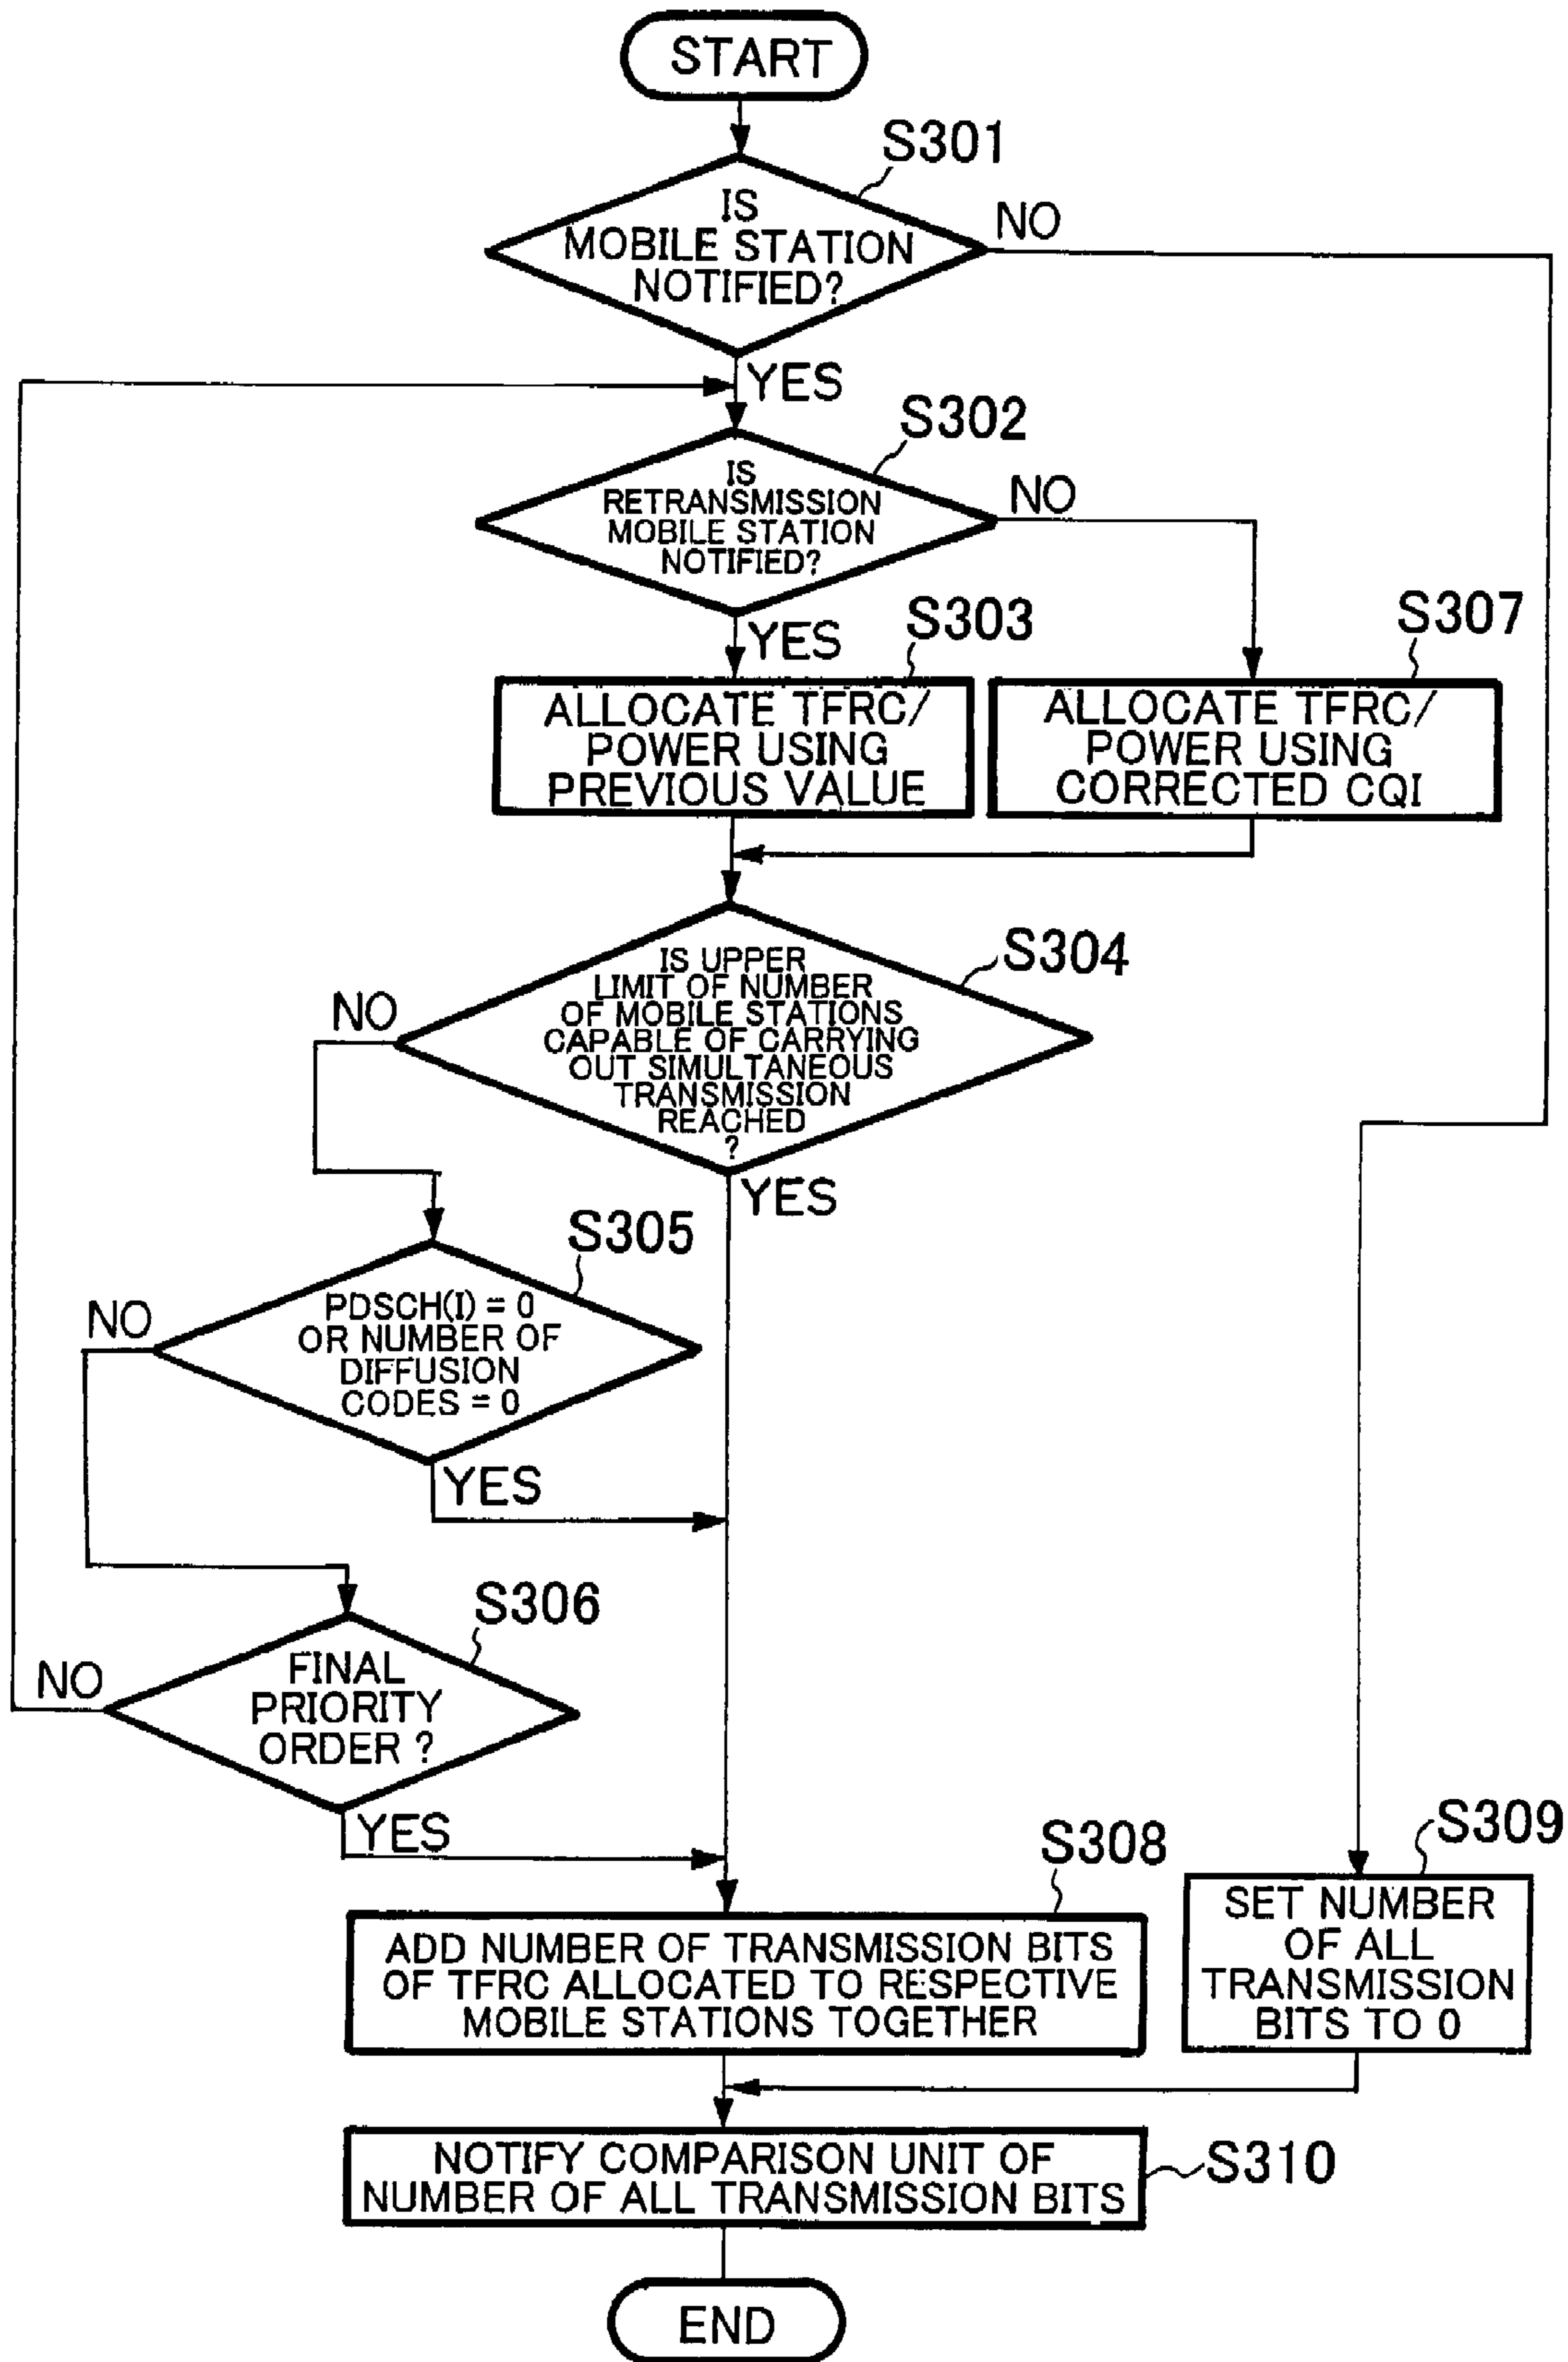 START
S301
IS
MOBILE STATION
NOTIFIED?
NO
YES
S302
IS
RETRANSMISSION
MOBILE STATION
NOTIFIED?
NO
YES
S303
ALLOCATE TFRC/
POWER USING
PREVIOUS VALUE
S307
ALLOCATE TFRC/
POWER USING
CORRECTED CQI
S304
IS UPPER
LIMIT OF NUMBER
OF MOBILE STATIONS
CAPABLE OF CARRYING
OUT SIMULTANEOUS
TRANSMISSION
REACHED
?
NO
YES
S305
PDSCH(I) = 0
OR NUMBER OF
DIFFUSION
CODES = 0
NO
YES
S306
FINAL
PRIORITY
ORDER ?
NO
YES
S308
ADD NUMBER OF TRANSMISSION BITS
OF TFRC ALLOCATED TO RESPECTIVE
MOBILE STATIONS TOGETHER
S309
SET NUMBER
OF ALL
TRANSMISSION
BITS TO 0
NOTIFY COMPARISON UNIT OF
NUMBER OF ALL TRANSMISSION BITS
S310
END